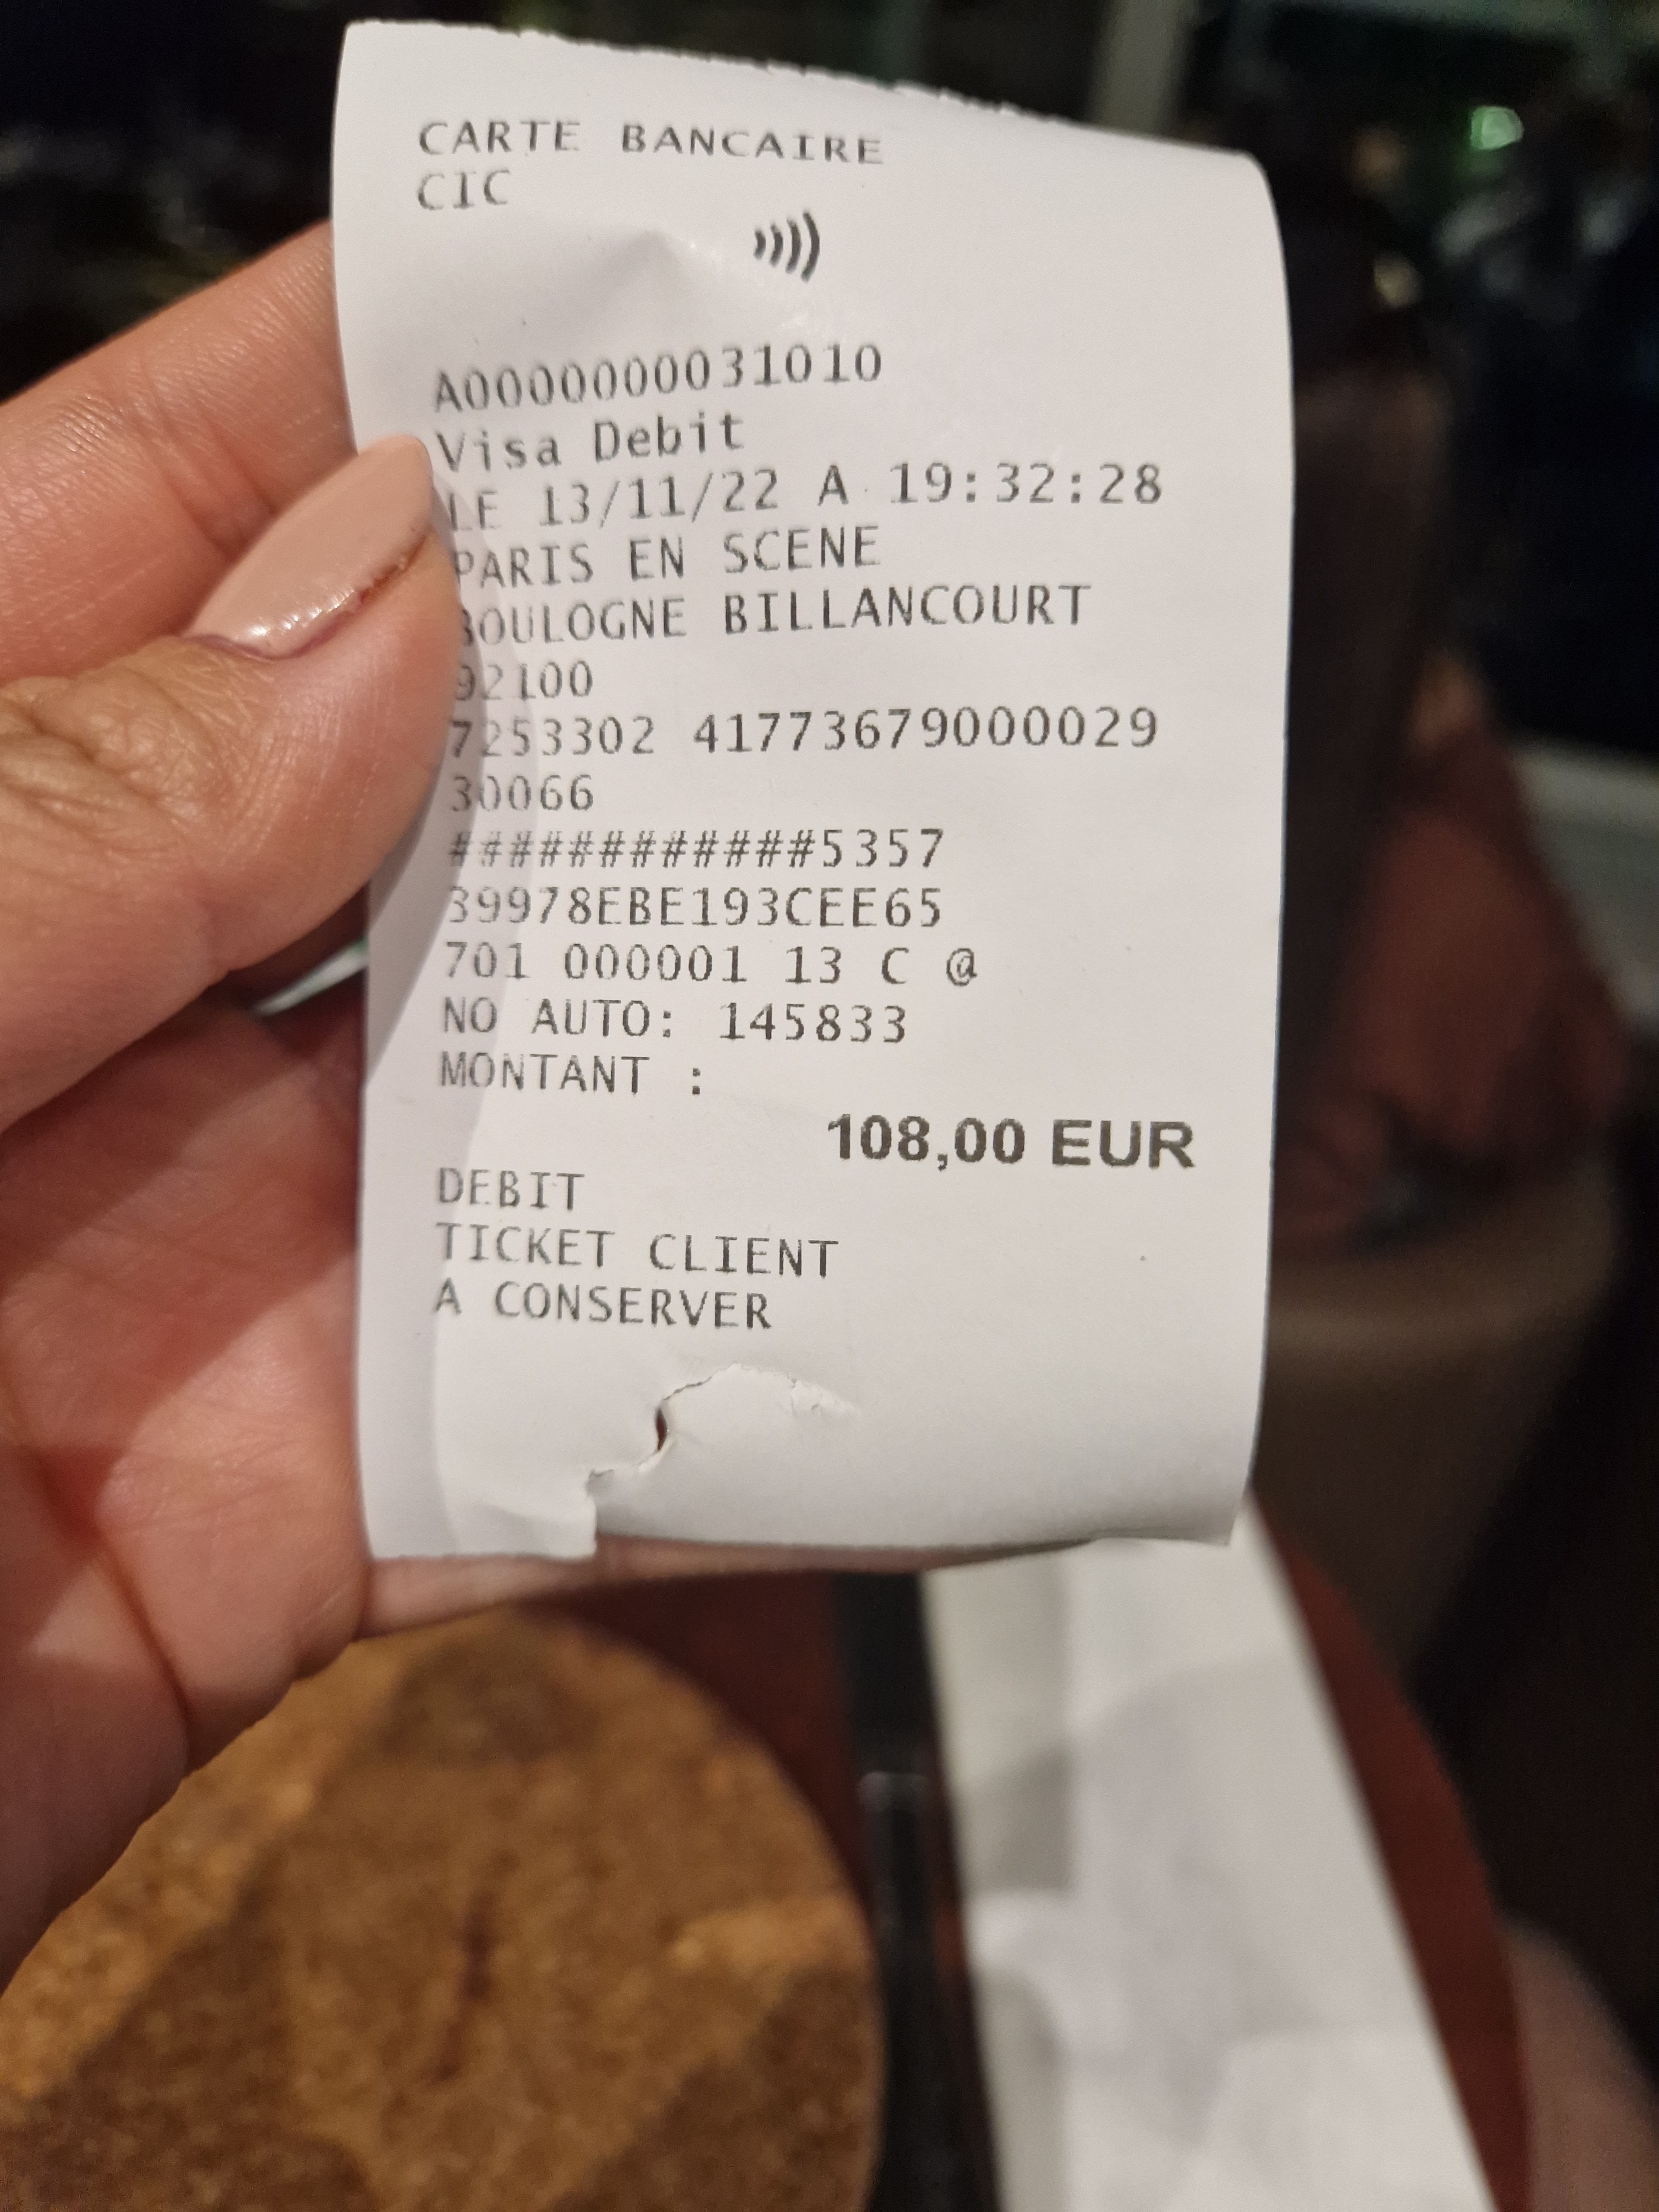 CARTE BANCAIRE
CIC
A0000000031010
Visa Debit
LE 13/11/22 A 19:32:28
PARIS EN SCENE
BOULOGNE BILLANCOURT
92100
7253302 41773679000029
30066
############5357
39978EBE193CEE65
701 000001 13 C @
NO AUTO: 145833
MONTANT :
108,00 EUR
DEBIT
TICKET CLIENT
A CONSERVER